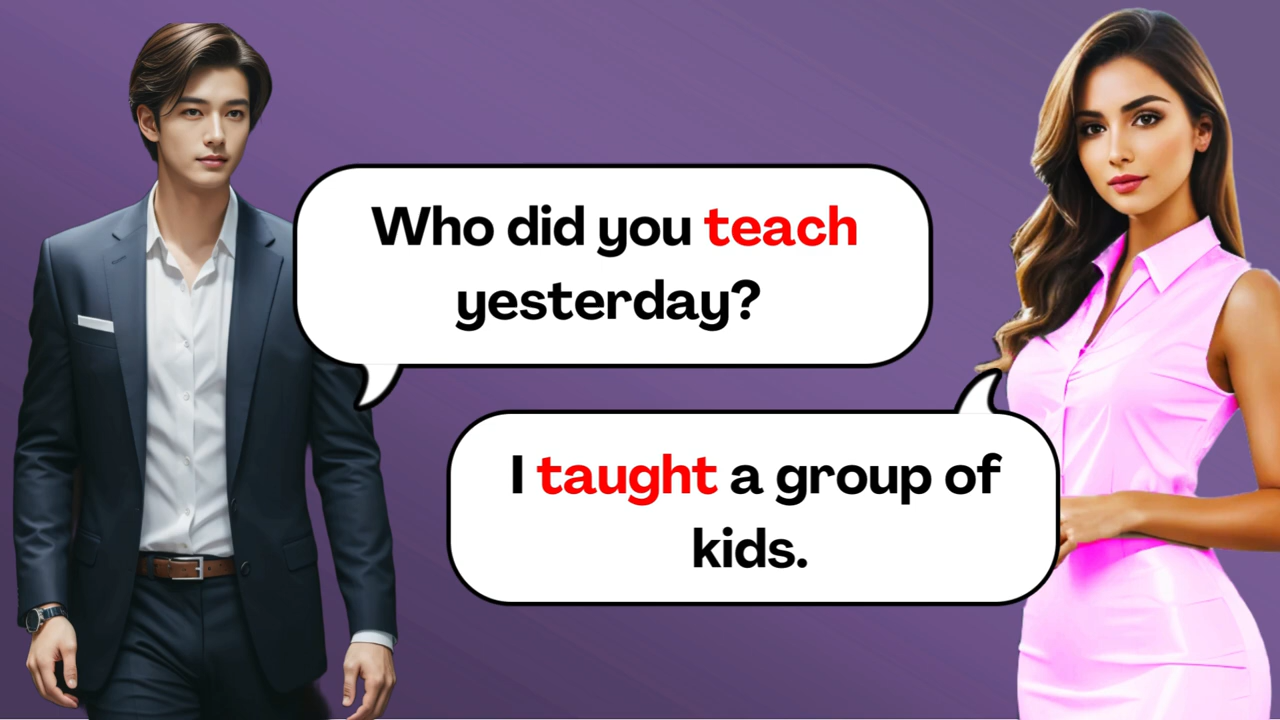 Who did you teach
yesterday?
I taught a group of
kids.